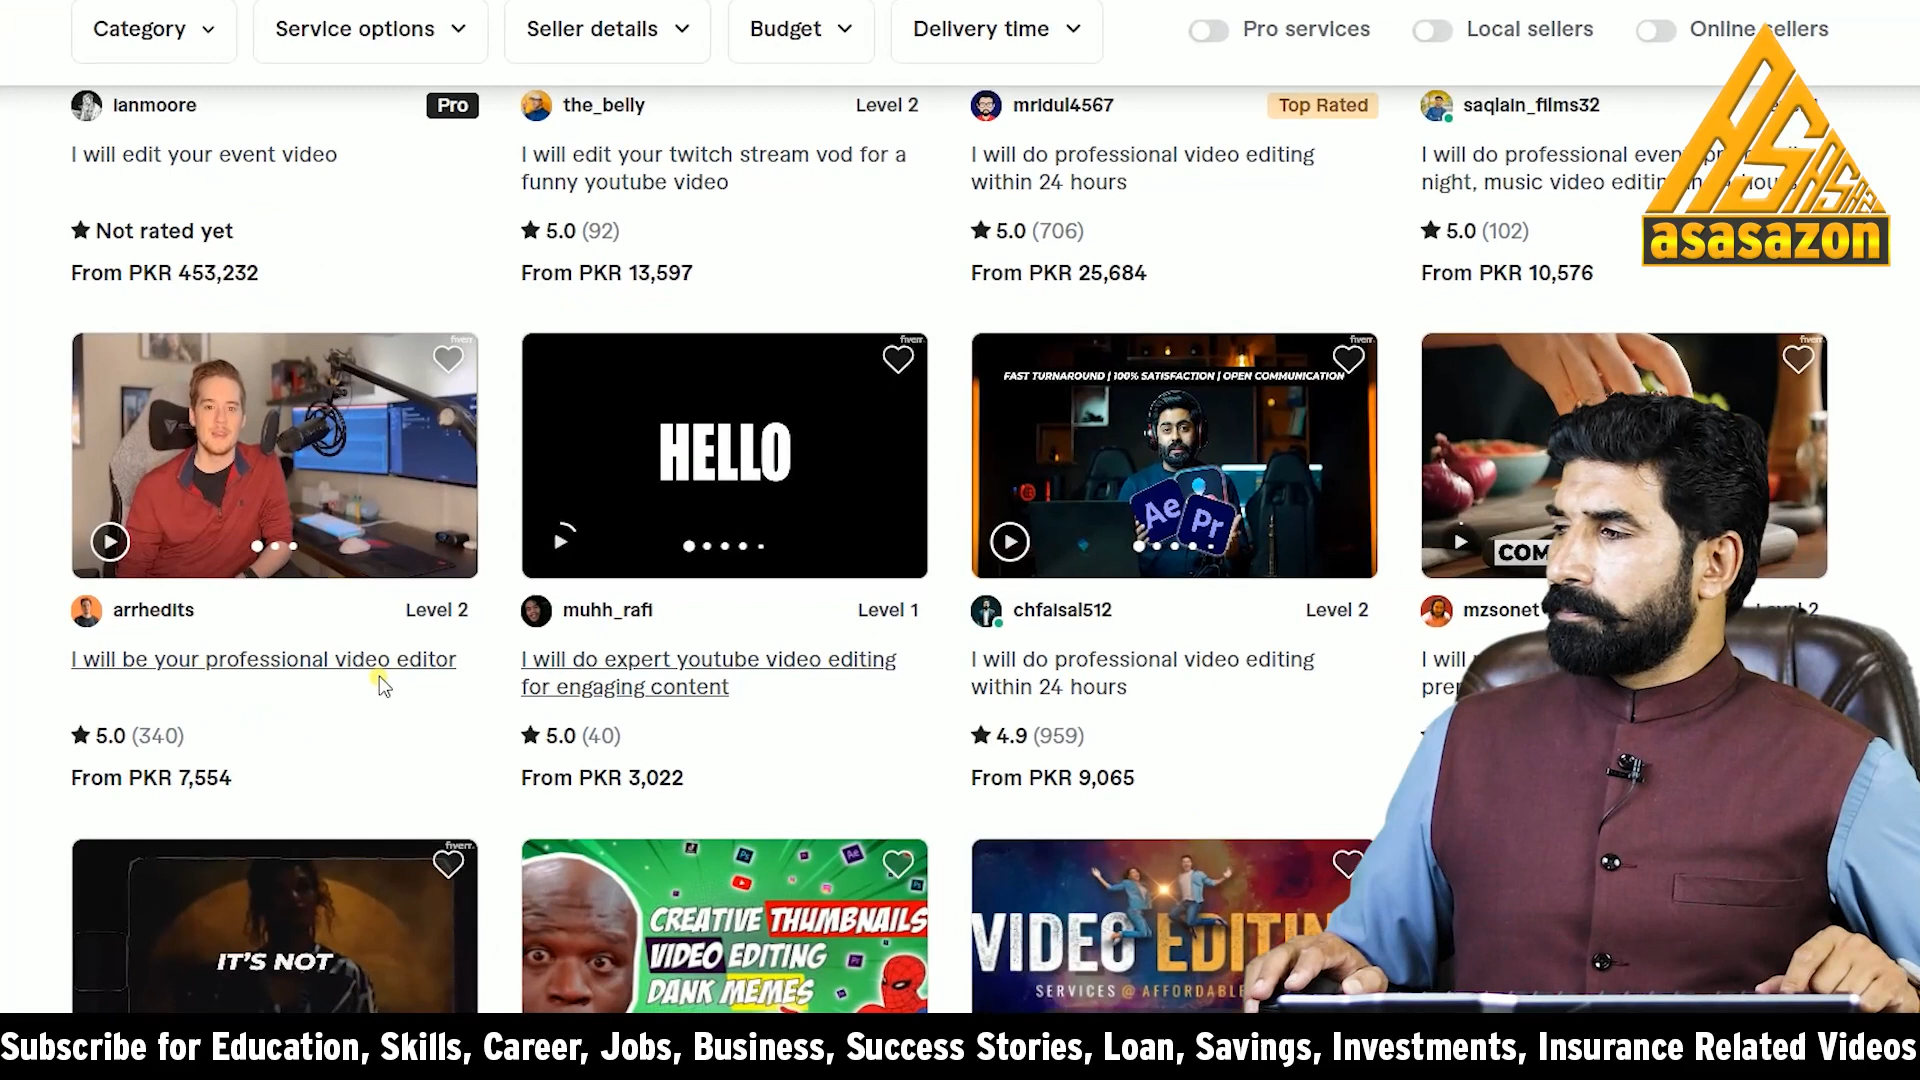 Category
Service options
Seller details
Budget
Delivery time
Pro services
Local sellers
Online sellers
ianmoore
Pro
the_belly
Level 2
mridul4567
Top Rated
saqlain_films32
I will edit your event video
I will edit your twitch stream vod for a
funny youtube video
I will do professional video editing
within 24 hours
I will do professional
night, music video
Not rated yet
5.0 (92)
5.0 (706)
5.0 (102)
From PKR 453,232
From PKR 13,597
From PKR 25,684
From PKR 10,576
asasazon
fiverr.
fiverr.
fiverr.
fiverr.
HELLO
FAST TURNAROUND | 100% SATISFACTION | OPEN COMMUNICATION
Ae
Pr
COM
arrhedits
Level 2
muhh_rafi
Level 1
chfaisal512
Level 2
mzsonet
I will be your professional video editor
I will do expert youtube video editing
for engaging content
I will do professional video editing
within 24 hours
I will
5.0 (340)
5.0 (40)
4.9 (959)
From PKR 7,554
From PKR 3,022
From PKR 9,065
fiverr.
IT'S NOT
CREATIVE THUMBNAILS
VIDEO EDITING
DANK MEMES
VIDEO EDITIN
SERVICES @ AFFORDABLE
Subscribe for Education, Skills, Career, Jobs, Business, Success Stories, Loan, Savings, Investments, Insurance Related Videos